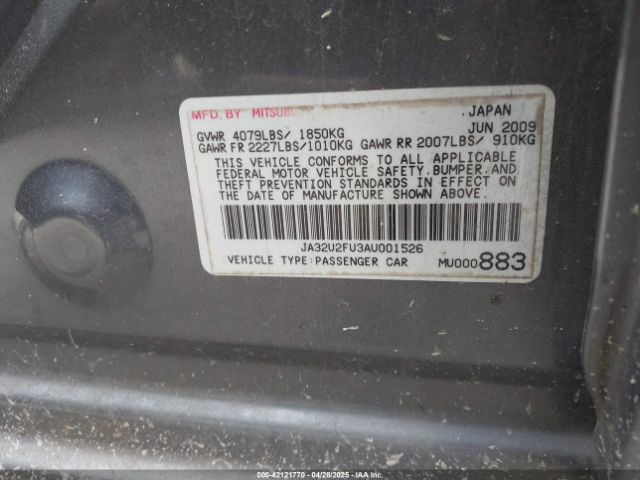 MFD. BY MITSUBI .JAPAN
GVWR 4079LBS/ 1850KG JUN 2009
GAWR FR 2227LBS/1010KG GAWR RR 2007LBS/ 910KG
THIS VEHICLE CONFORMS TO ALL APPLICABLE
FEDERAL MOTOR VEHICLE SAFETY, BUMPER, AND
THEFT PREVENTION STANDARDS IN EFFECT ON
THE DATE OF MANUFACTURE SHOWN ABOVE.
JA32U2FU3AU001526
VEHICLE TYPE:PASSENGER CAR MU000883
000-42121770 04/28/2025 IAAI